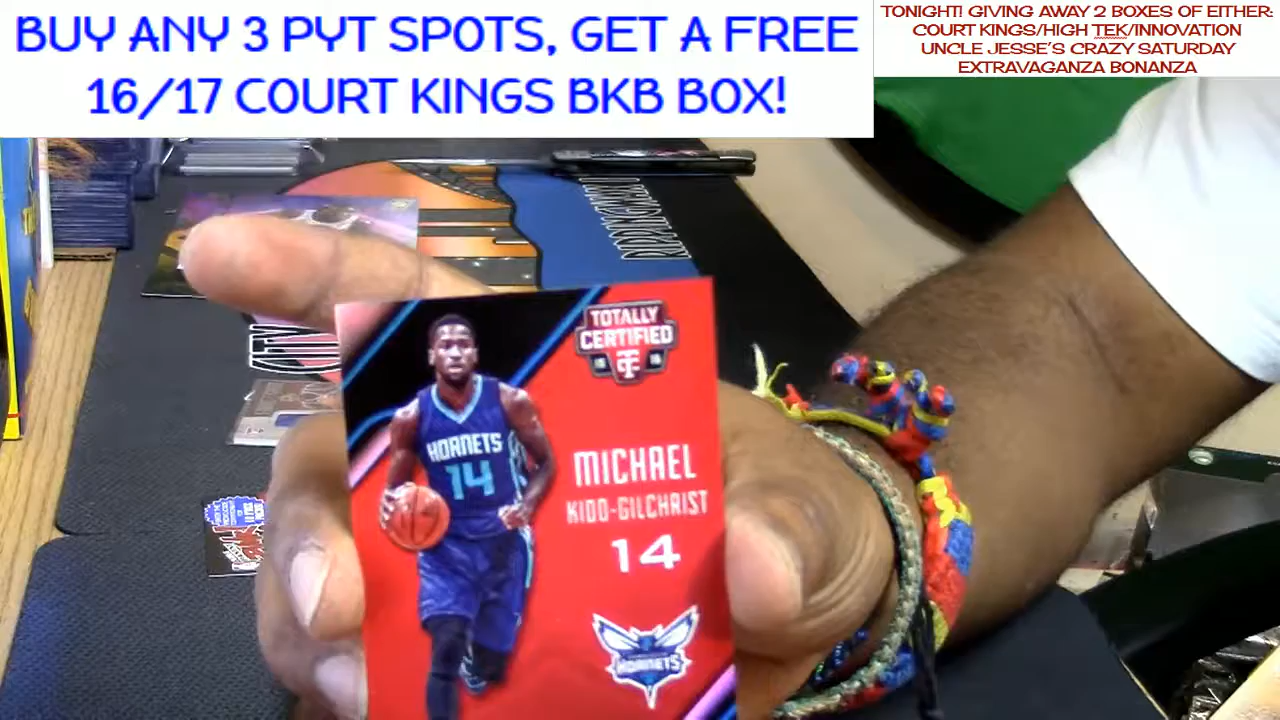 BUY ANY 3 PYT SPOTS, GET A FREE
16/17 COURT KINGS BKB BOX!
TONIGHT! GIVING AWAY 2 BOXES OF EITHER:
COURT KINGS/HIGH TEK/INNOVATION
UNCLE JESSE'S CRAZY SATURDAY
EXTRAVAGANZA BONANZA
TOTALLY
CERTIFIED
TC
HORNETS
14
MICHAEL
KIDD-GILCHRIST
14
HORNETS